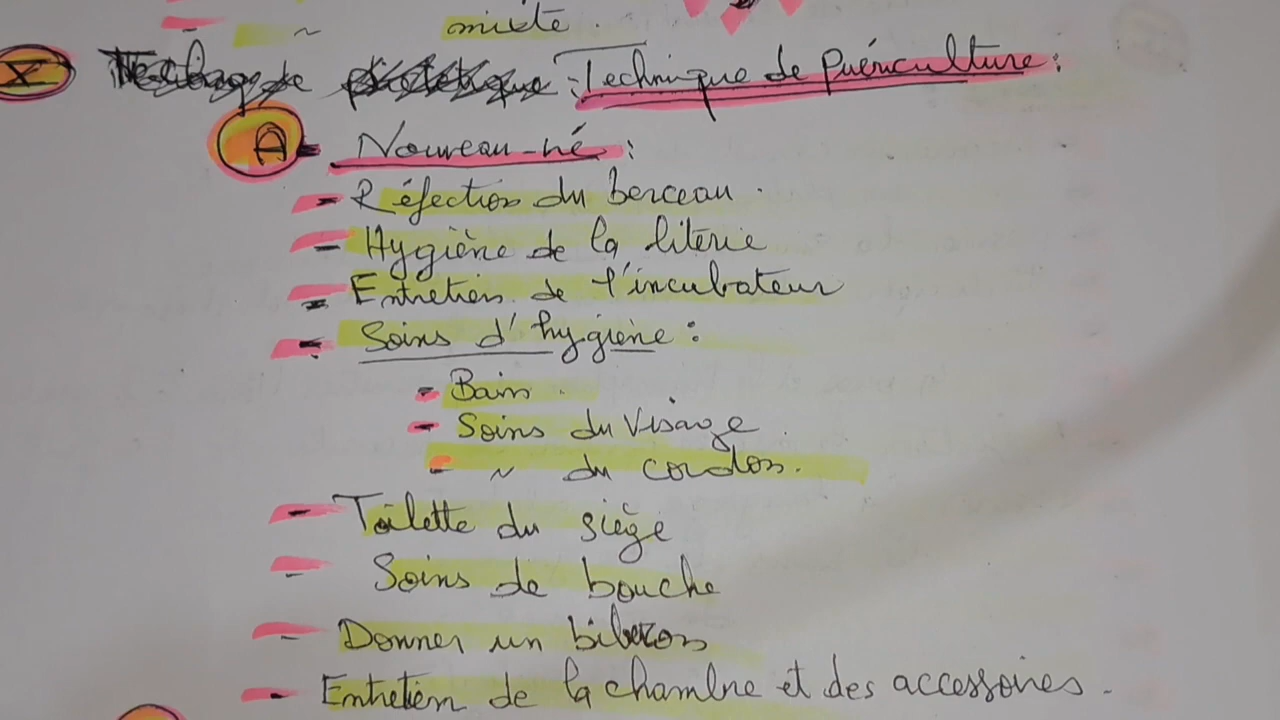 - ~ mixte.
X Technique de Puériculture :
A - Nouveau-né :
- Réfection du berceau.
- Hygiène de la literie
- Entretien de l'incubateur
- Soins d'hygiène :
- Bain.
- Soins du Visage.
- ~ du cordon.
- Toilette du siège
- Soins de bouche
- Donner un biberon
- Entretien de la chambre et des accessoires.